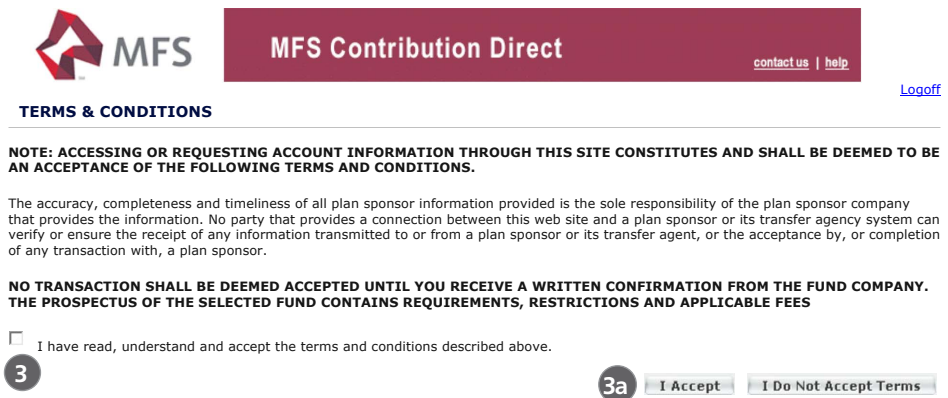 MFS
MFS Contribution Direct
contact us | help
Logoff
TERMS & CONDITIONS
NOTE: ACCESSING OR REQUESTING ACCOUNT INFORMATION THROUGH THIS SITE CONSTITUTES AND SHALL BE DEEMED TO BE
AN ACCEPTANCE OF THE FOLLOWING TERMS AND CONDITIONS.
The accuracy, completeness and timeliness of all plan sponsor information provided is the sole responsibility of the plan sponsor company
that provides the information. No party that provides a connection between this web site and a plan sponsor or its transfer agency system can
verify or ensure the receipt of any information transmitted to or from a plan sponsor or its transfer agent, or the acceptance by, or completion
of any transaction with, a plan sponsor.
NO TRANSACTION SHALL BE DEEMED ACCEPTED UNTIL YOU RECEIVE A WRITTEN CONFIRMATION FROM THE FUND COMPANY.
THE PROSPECTUS OF THE SELECTED FUND CONTAINS REQUIREMENTS, RESTRICTIONS AND APPLICABLE FEES
I have read, understand and accept the terms and conditions described above.
3
3a I Accept I Do Not Accept Terms